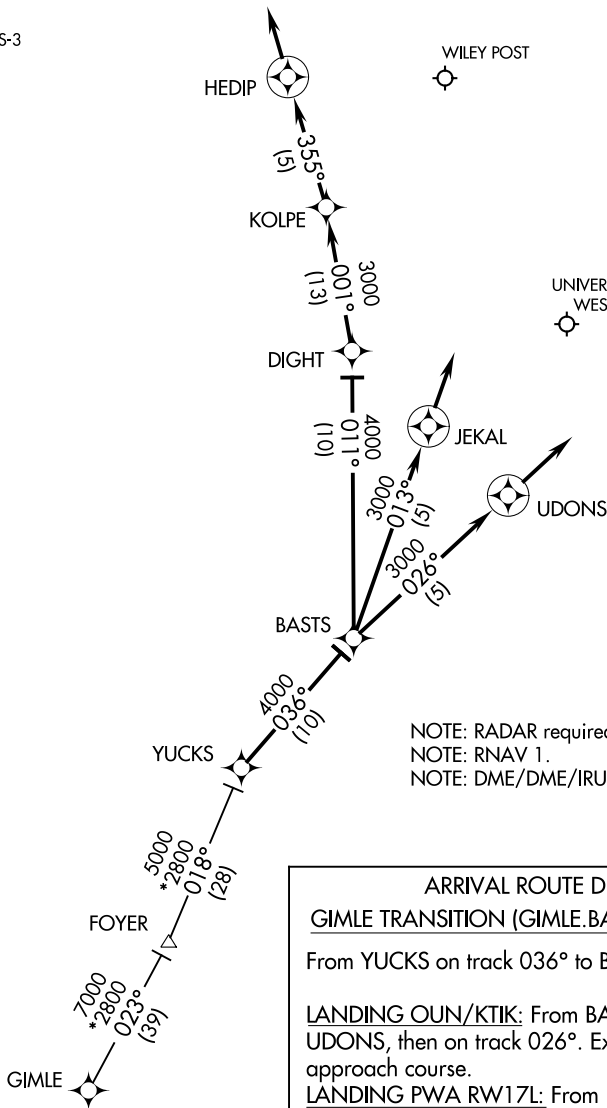 S-3
WILEY POST
HEDIP
355°
(5)
KOLPE
3000
001°
(13)
UNIVER
WES
DIGHT
4000
011°
(10)
JEKAL
3000
013°
(5)
UDONS
3000
026°
(5)
BASTS
4000
036°
(10)
NOTE: RADAR required
NOTE: RNAV 1.
NOTE: DME/DME/IRU
YUCKS
5000
*2800
018°
(28)
FOYER
7000
*2800
023°
(39)
GIMLE
ARRIVAL ROUTE D
GIMLE TRANSITION (GIMLE.BA
From YUCKS on track 036° to B
LANDING OUN/KTIK: From BA
UDONS, then on track 026°. Ex
approach course.
LANDING PWA RW17L: From